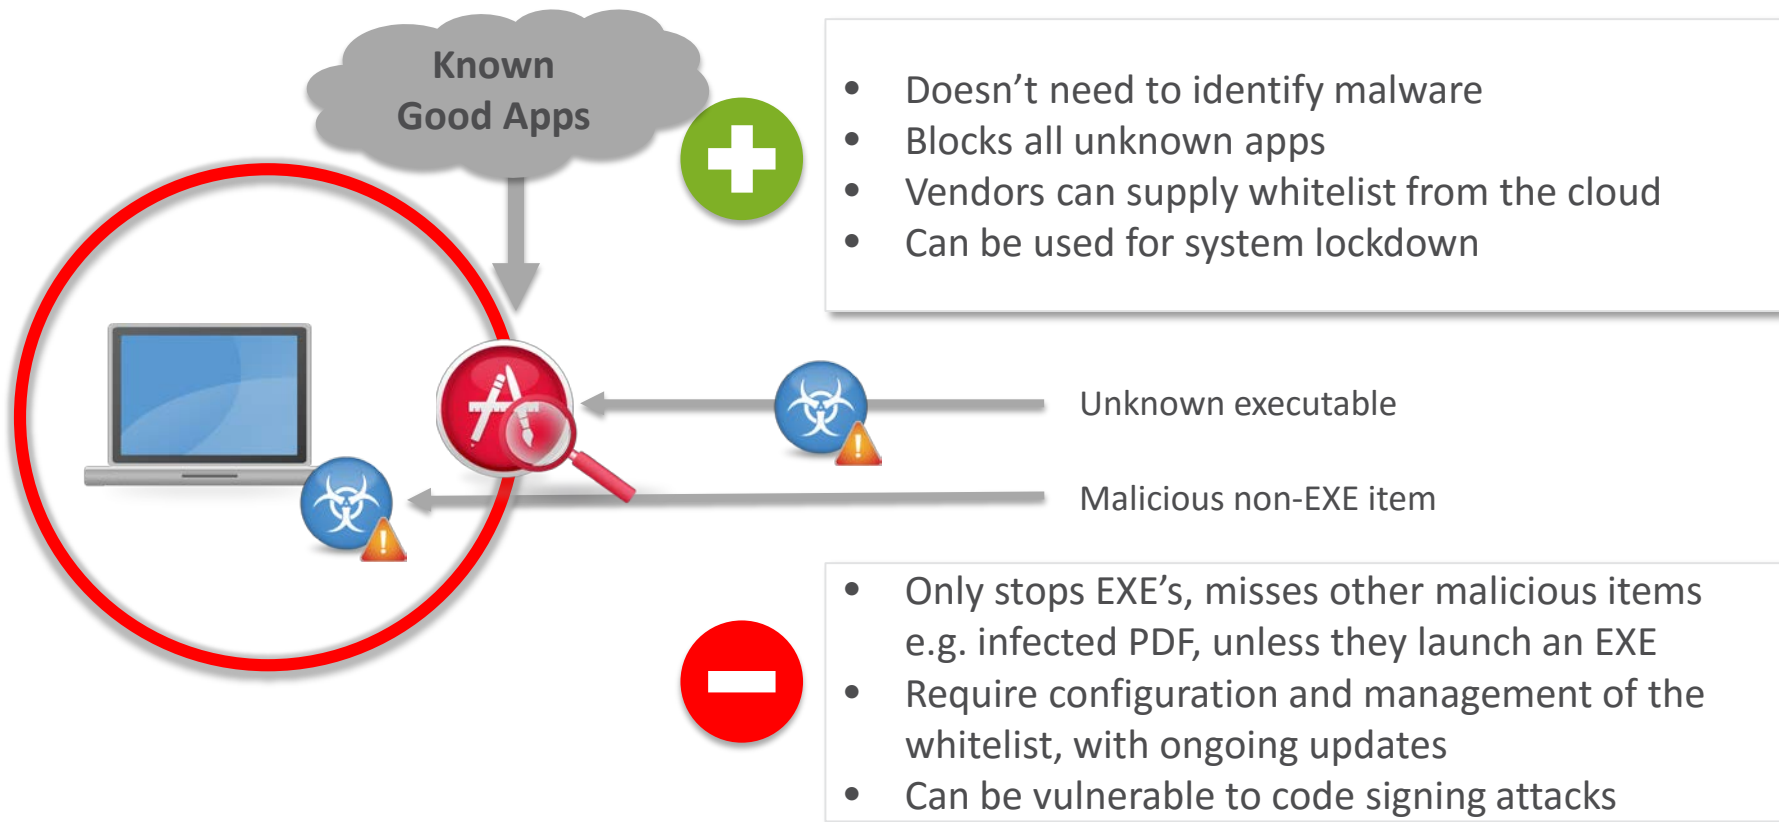 Known
Good Apps
• Doesn’t need to identify malware
• Blocks all unknown apps
• Vendors can supply whitelist from the cloud
• Can be used for system lockdown
Unknown executable
Malicious non-EXE item
• Only stops EXE’s, misses other malicious items
e.g. infected PDF, unless they launch an EXE
• Require configuration and management of the
whitelist, with ongoing updates
• Can be vulnerable to code signing attacks